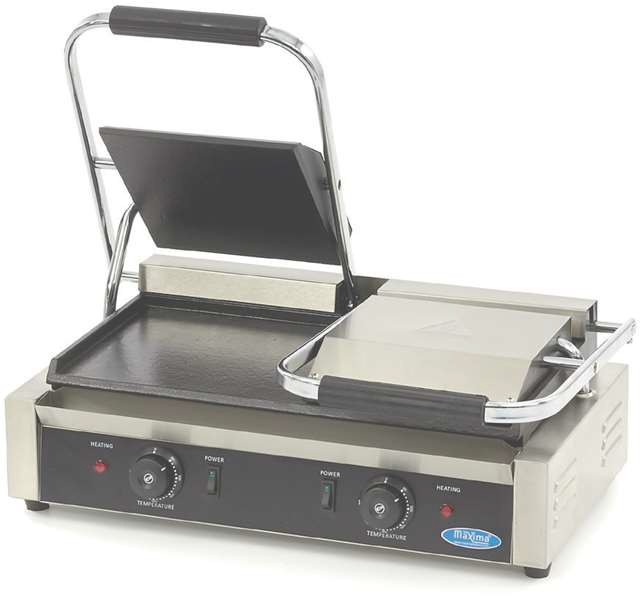 HEATING
POWER
TEMPERATURE
POWER
HEATING
TEMPERATURE
maxima